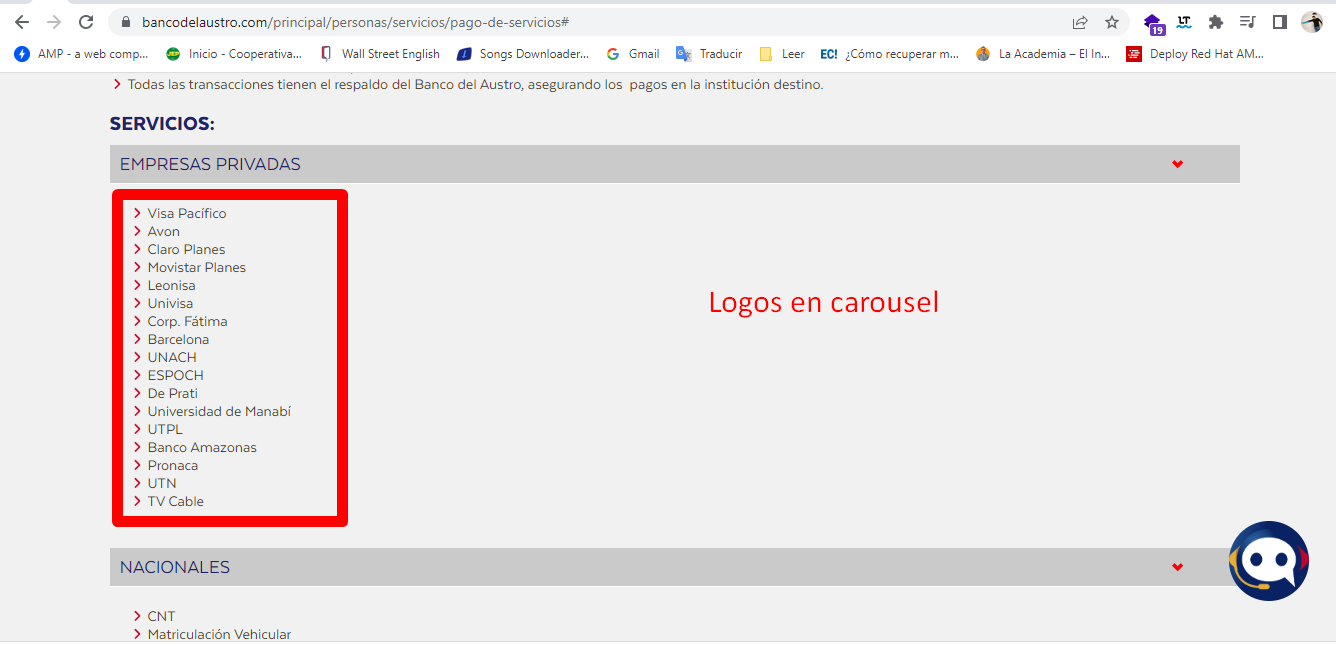 bancodelaustro.com/principal/personas/servicios/pago-de-servicios#
19
LT
AMP - a web comp...
JEP
Inicio - Cooperativa...
Wall Street English
Songs Downloader...
Gmail
Traducir
Leer
EC! ¿Cómo recuperar m...
La Academia – El In...
Deploy Red Hat AM...
Todas las transacciones tienen el respaldo del Banco del Austro, asegurando los pagos en la institución destino.
SERVICIOS:
EMPRESAS PRIVADAS
Visa Pacífico
Avon
Claro Planes
Movistar Planes
Leonisa
Univisa
Corp. Fátima
Barcelona
UNACH
ESPOCH
De Prati
Universidad de Manabí
UTPL
Banco Amazonas
Pronaca
UTN
TV Cable
Logos en carousel
NACIONALES
CNT
Matriculación Vehicular